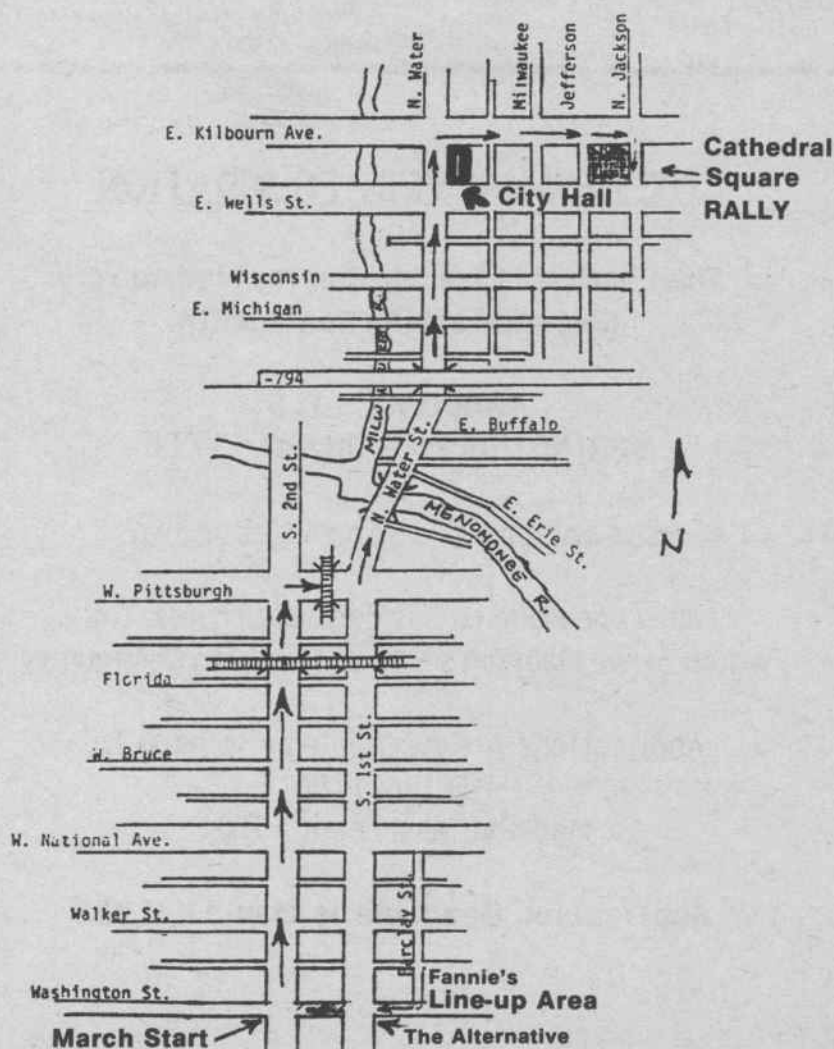 N. Water
Milwaukee
Jefferson
N. Jackson
E. Kilbourn Ave.
Cathedral
Square
RALLY
City Hall
E. Wells St.
Wisconsin
E. Michigan
-794
E. Buffalo
S. 2nd St.
N. Water St.
E. Erie St.
MENOMONEE R.
N
W. Pittsburgh
Florida
W. Bruce
S. 1st St.
W. National Ave.
Walker St.
Barclay St.
Washington St.
Fannie's
Line-up Area
March Start
The Alternative